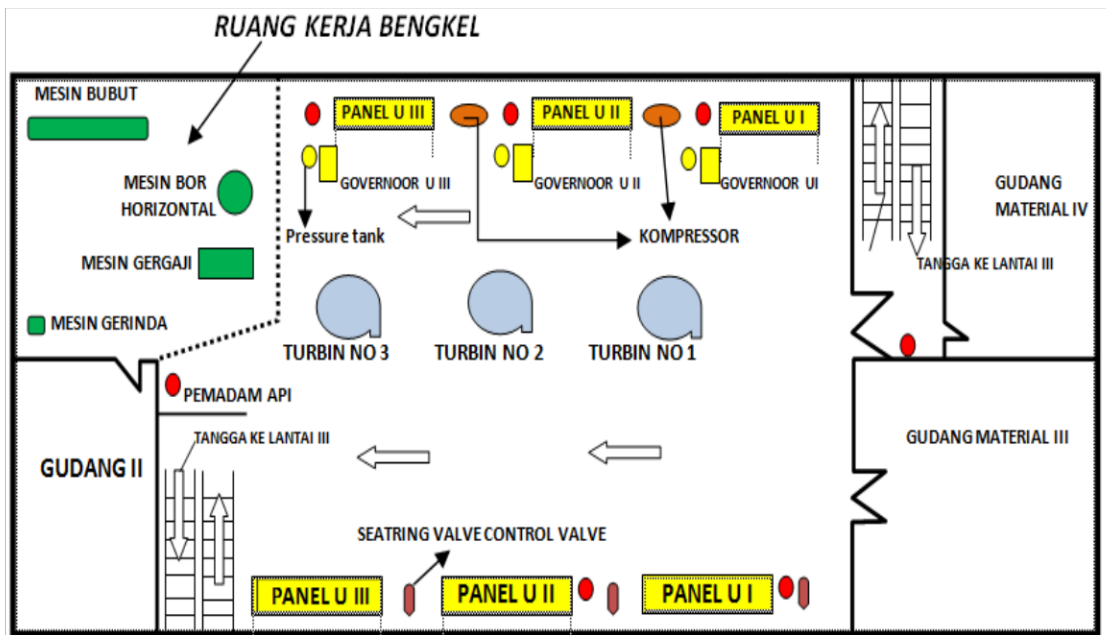 RUANG KERJA BENGKEL
MESIN BUBUT
MESIN BOR
HORIZONTAL
MESIN GERGAJI
MESIN GERINDA
PANEL U III
PANEL U II
PANEL U I
GOVERNOOR U III
GOVERNOOR U II
GOVERNOOR UI
Pressure tank
KOMPRESSOR
TURBIN NO 3
TURBIN NO 2
TURBIN NO 1
GUDANG
MATERIAL IV
TANGGA KE LANTAI III
PEMADAM API
TANGGA KE LANTAI III
GUDANG II
GUDANG MATERIAL III
SEATRING VALVE CONTROL VALVE
PANEL U III
PANEL U II
PANEL U I